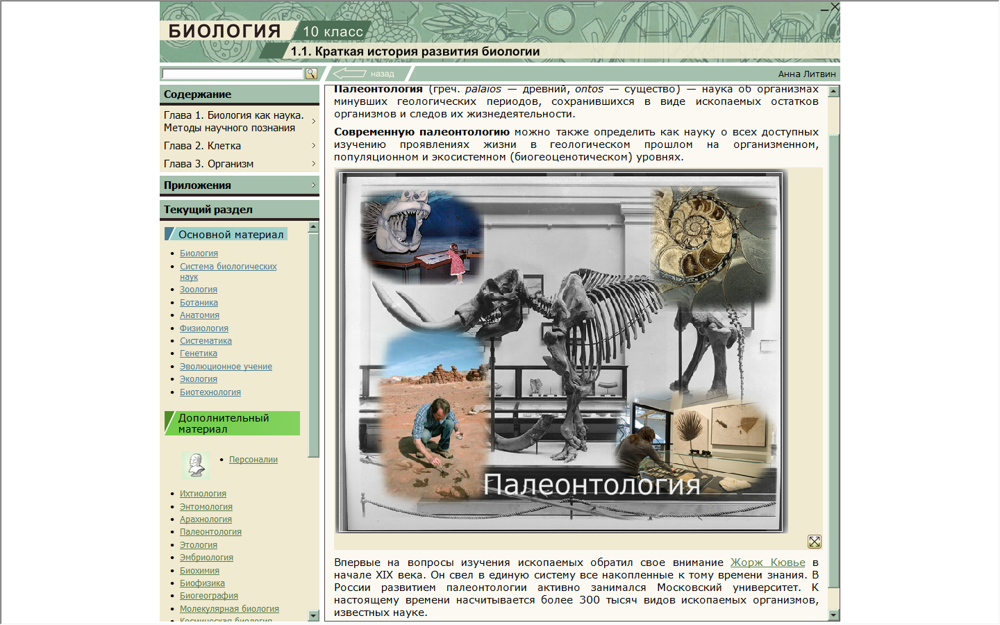 БИОЛОГИЯ 10 класс
1.1. Краткая история развития биологии
назад
Анна Литвин
Содержание
Глава 1. Биология как наука.
Методы научного познания
Глава 2. Клетка
Глава 3. Организм
Приложения
Текущий раздел
Основной материал
Биология
Система биологических
наук
Зоология
Ботаника
Анатомия
Физиология
Систематика
Генетика
Эволюционное учение
Экология
Биотехнология
Дополнительный
материал
Персоналии
Ихтиология
Энтомология
Арахнология
Палеонтология
Этология
Эмбриология
Биохимия
Биофизика
Биогеография
Молекулярная биология
Космическая биология
Палеонтология (греч. palaios — древний, ontos — существо) — наука об организмах
минувших геологических периодов, сохранившихся в виде ископаемых остатков
организмов и следов их жизнедеятельности.
Современную палеонтологию можно также определить как науку о всех доступных
изучению проявлениях жизни в геологическом прошлом на организменном,
популяционном и экосистемном (биогеоценотическом) уровнях.
Палеонтология
Впервые на вопросы изучения ископаемых обратил свое внимание Жорж Кювье в
начале XIX века. Он свел в единую систему все накопленные к тому времени знания. В
России развитием палеонтологии активно занимался Московский университет. К
настоящему времени насчитывается более 300 тысяч видов ископаемых организмов,
известных науке.